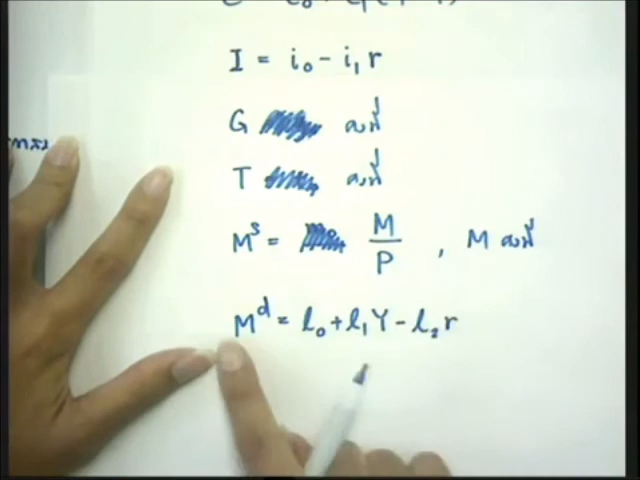 I = i₀ - i₁r
G คงที่
T คงที่
Mˢ = M/P , M คงที่
Mᵈ = l₀ + l₁Y - l₂r